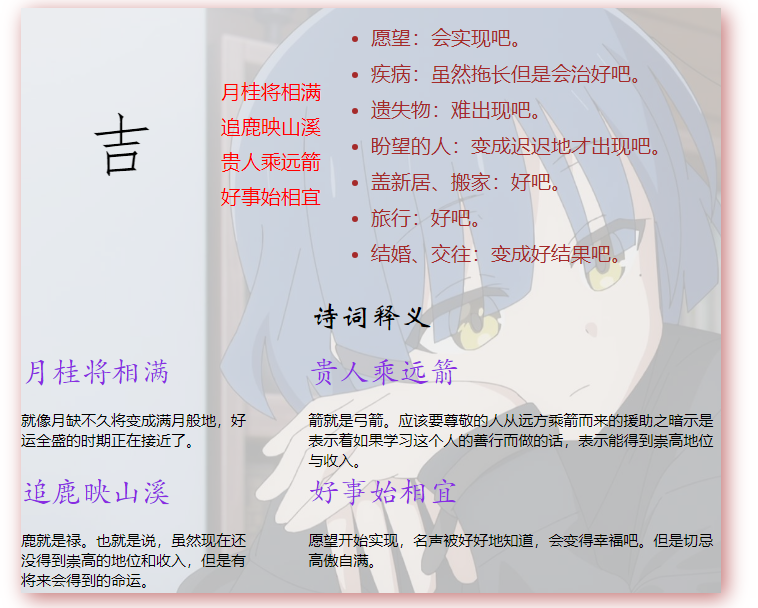 吉
月桂将相满
追鹿映山溪
贵人乘远箭
好事始相宜
愿望：会实现吧。
疾病：虽然拖长但是会治好吧。
遗失物：难出现吧。
盼望的人：变成迟迟地才出现吧。
盖新居、搬家：好吧。
旅行：好吧。
结婚、交往：变成好结果吧。
诗词释义
月桂将相满
就像月缺不久将变成满月般地，好
运全盛的时期正在接近了。
贵人乘远箭
箭就是弓箭。应该要尊敬的人从远方乘箭而来的援助之暗示是
表示着如果学习这个人的善行而做的话，表示能得到崇高地位
与收入。
追鹿映山溪
鹿就是禄。也就是说，虽然现在还
没得到崇高的地位和收入，但是有
将来会得到的命运。
好事始相宜
愿望开始实现，名声被好好地知道，会变得幸福吧。但是切忌
高傲自满。